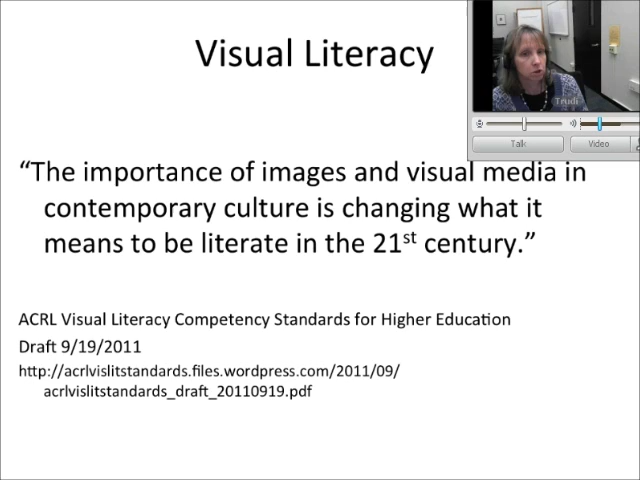 Visual Literacy
Trudi
Talk
Video
“The importance of images and visual media in
contemporary culture is changing what it
means to be literate in the 21st century.”
ACRL Visual Literacy Competency Standards for Higher Education
Draft 9/19/2011
http://acrlvislitstandards.files.wordpress.com/2011/09/
acrlvislitstandards_draft_20110919.pdf